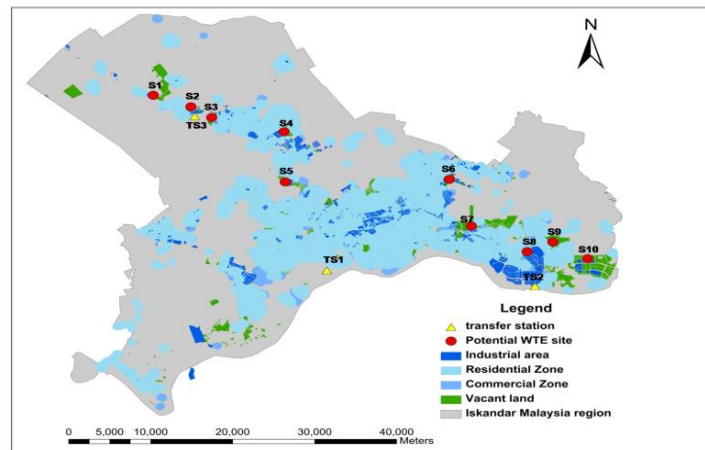 N
S1
S2
S3
TS3
S4
S5
S6
S7
S8
S9
S10
TS1
TS2
Legend
transfer station
Potential WTE site
Industrial area
Residential Zone
Commercial Zone
Vacant land
Iskandar Malaysia region
0 5,000 10,000 20,000 30,000 40,000
Meters